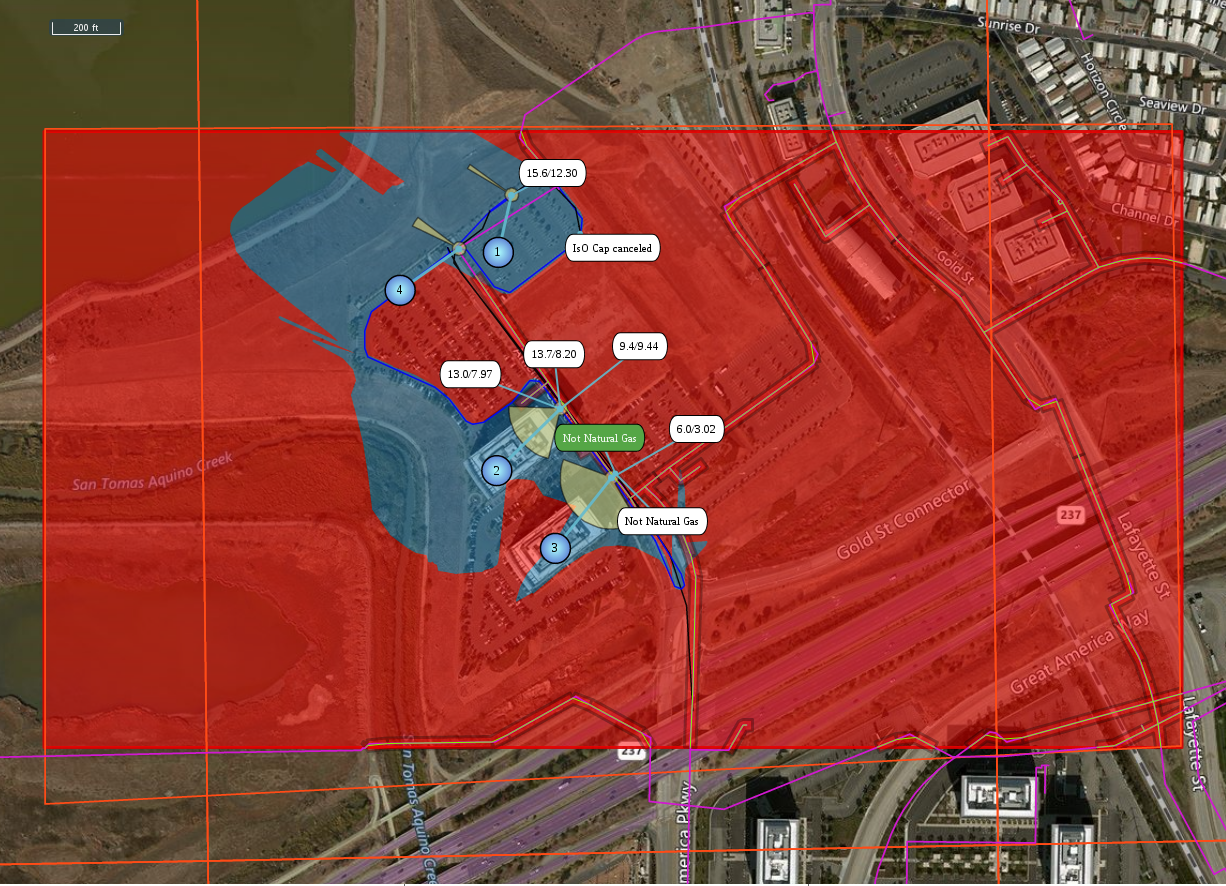 200 ft
Sunrise Dr
Horizon Circle
Seaview Dr
15.6/12.30
Channel Dr
1
IsO Cap canceled
Gold St
4
13.7/8.20
9.4/9.44
13.0/7.97
6.0/3.02
Not Natural Gas
San Tomas Aquino Creek
2
Gold St Connector
237
Not Natural Gas
Lafayette St
3
Great America Way
Lafayette St
237
San Tomas Aquino Cree
merica Pkwy